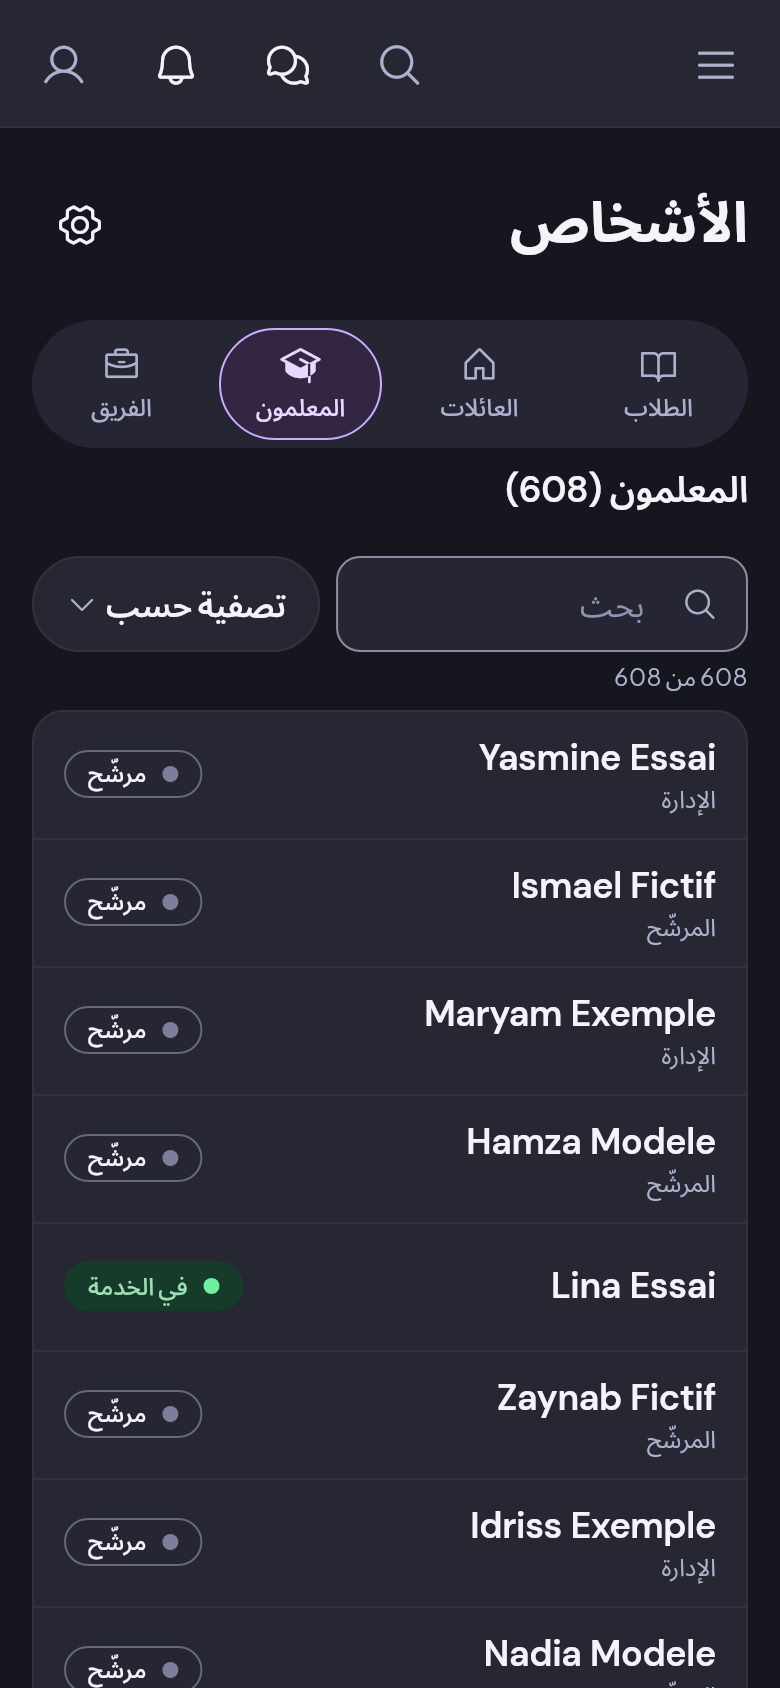 الأشخاص
الطلاب
العائلات
المعلمون
الفريق
المعلمون (608)
بحث
تصفية حسب
608 من 608
Yasmine Essai
الإدارة
مرشّح
Ismael Fictif
المرشّح
مرشّح
Maryam Exemple
الإدارة
مرشّح
Hamza Modele
المرشّح
مرشّح
Lina Essai
في الخدمة
Zaynab Fictif
المرشّح
مرشّح
Idriss Exemple
الإدارة
مرشّح
Nadia Modele
مرشّح